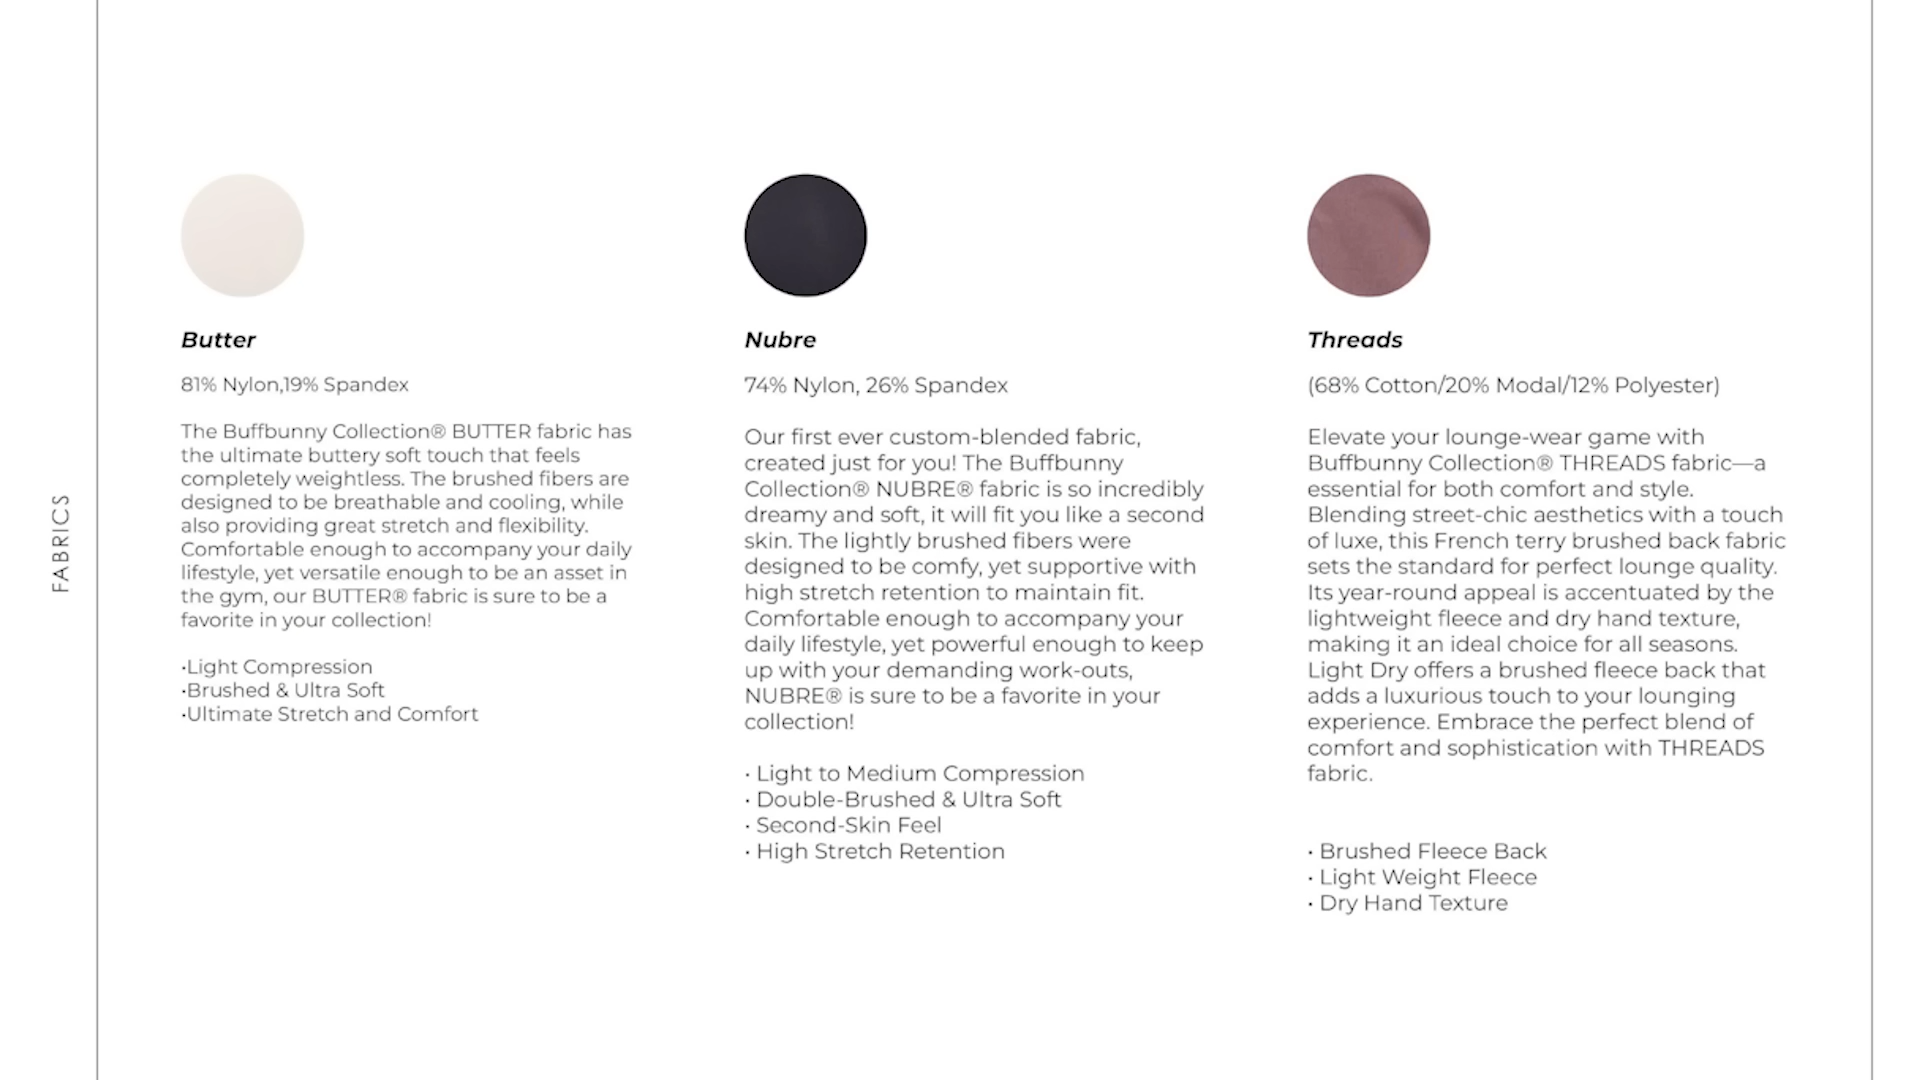 FABRICS
Butter
81% Nylon,19% Spandex
The Buffbunny Collection® BUTTER fabric has
the ultimate buttery soft touch that feels
completely weightless. The brushed fibers are
designed to be breathable and cooling, while
also providing great stretch and flexibility.
Comfortable enough to accompany your daily
lifestyle, yet versatile enough to be an asset in
the gym, our BUTTER® fabric is sure to be a
favorite in your collection!
•Light Compression
•Brushed & Ultra Soft
•Ultimate Stretch and Comfort
Nubre
74% Nylon, 26% Spandex
Our first ever custom-blended fabric,
created just for you! The Buffbunny
Collection® NUBRE® fabric is so incredibly
dreamy and soft, it will fit you like a second
skin. The lightly brushed fibers were
designed to be comfy, yet supportive with
high stretch retention to maintain fit.
Comfortable enough to accompany your
daily lifestyle, yet powerful enough to keep
up with your demanding work-outs,
NUBRE® is sure to be a favorite in your
collection!
• Light to Medium Compression
• Double-Brushed & Ultra Soft
• Second-Skin Feel
• High Stretch Retention
Threads
(68% Cotton/20% Modal/12% Polyester)
Elevate your lounge-wear game with
Buffbunny Collection® THREADS fabric—a
essential for both comfort and style.
Blending street-chic aesthetics with a touch
of luxe, this French terry brushed back fabric
sets the standard for perfect lounge quality.
Its year-round appeal is accentuated by the
lightweight fleece and dry hand texture,
making it an ideal choice for all seasons.
Light Dry offers a brushed fleece back that
adds a luxurious touch to your lounging
experience. Embrace the perfect blend of
comfort and sophistication with THREADS
fabric.
• Brushed Fleece Back
• Light Weight Fleece
• Dry Hand Texture